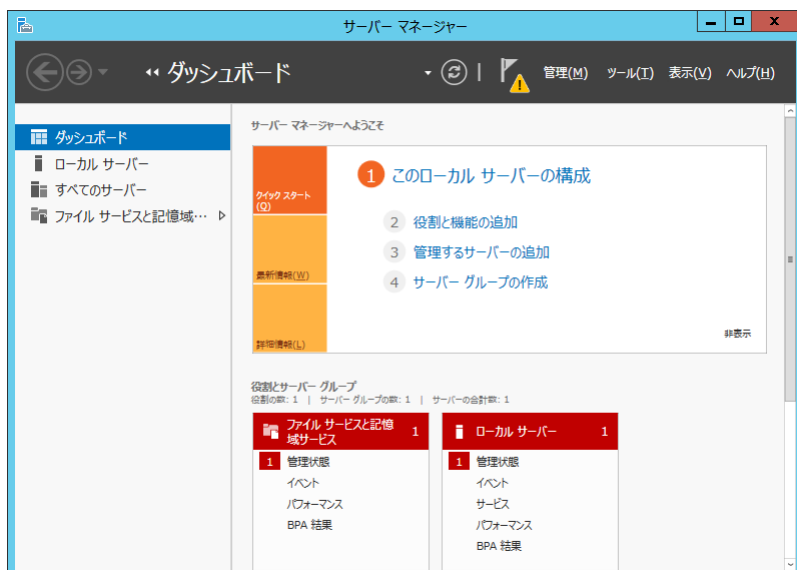 サーバー マネージャー
ダッシュボード
管理(M) ツール(T) 表示(V) ヘルプ(H)
ダッシュボード
ローカル サーバー
すべてのサーバー
ファイル サービスと記憶域…
サーバー マネージャーへようこそ
クイック スタート
(Q)
最新情報(W)
詳細情報(L)
1 このローカル サーバーの構成
2 役割と機能の追加
3 管理するサーバーの追加
4 サーバー グループの作成
非表示
役割とサーバー グループ
役割の数: 1 | サーバー グループの数: 1 | サーバーの合計数: 1
ファイル サービスと記憶
域サービス 1
1 管理状態
イベント
パフォーマンス
BPA 結果
ローカル サーバー 1
1 管理状態
イベント
サービス
パフォーマンス
BPA 結果